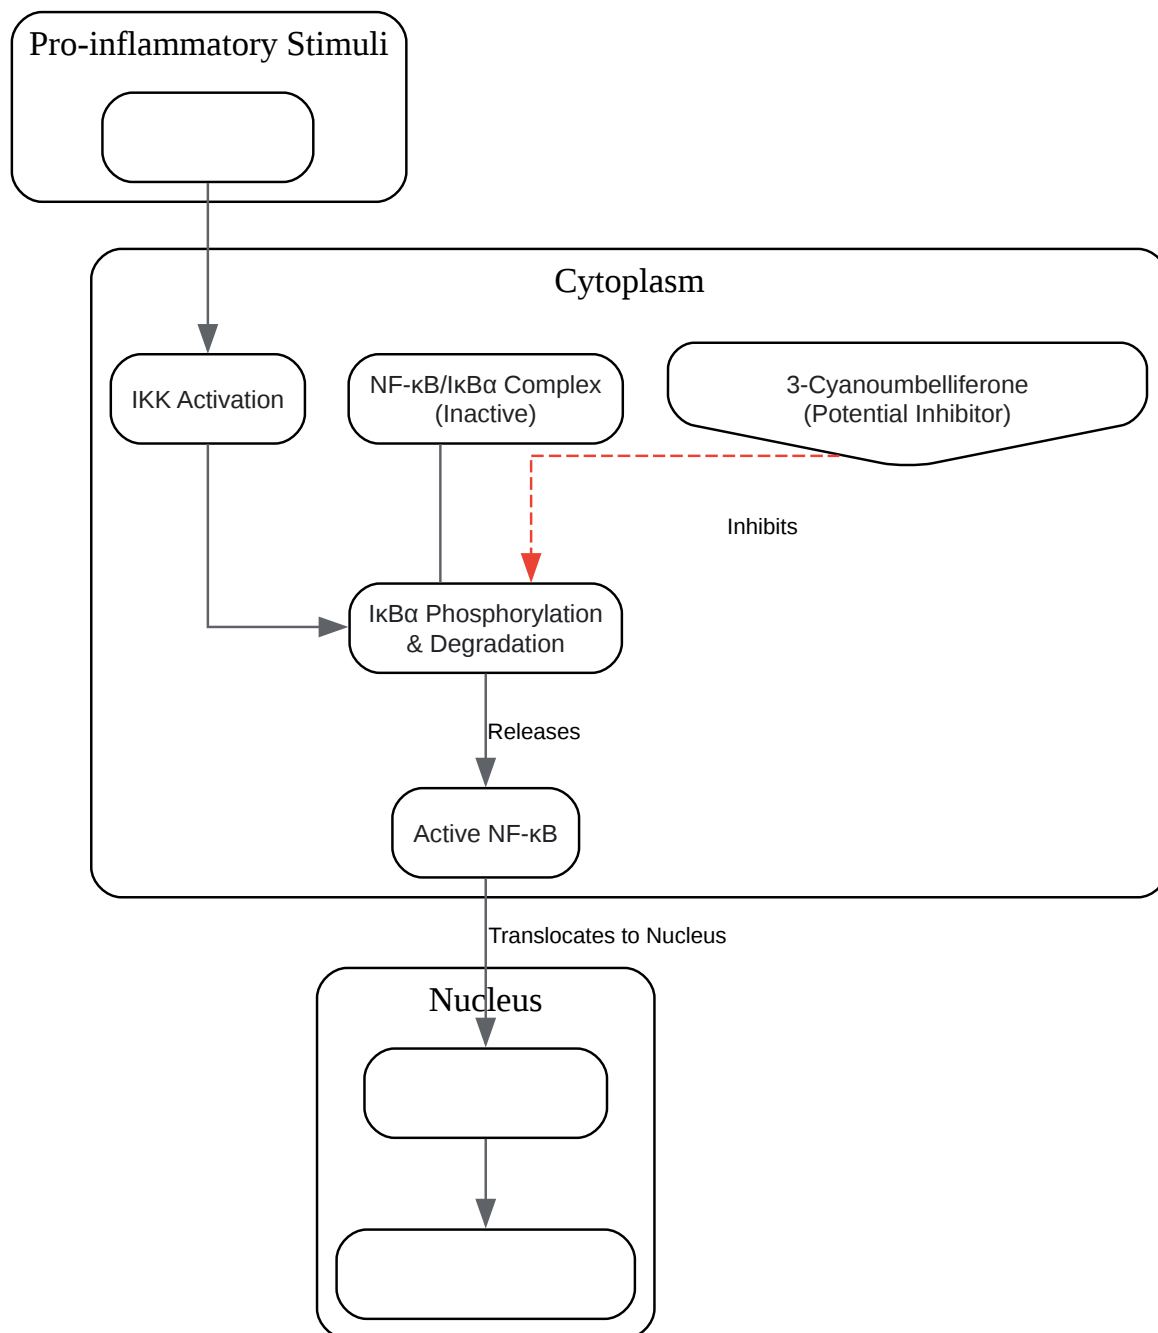 Pro-inflammatory Stimuli
Cytoplasm
IKK Activation
NF-κB/IκBα Complex
(Inactive)
3-Cyanoumbelliferone
(Potential Inhibitor)
Inhibits
IκBα Phosphorylation
& Degradation
Releases
Active NF-κB
Translocates to Nucleus
Nucleus